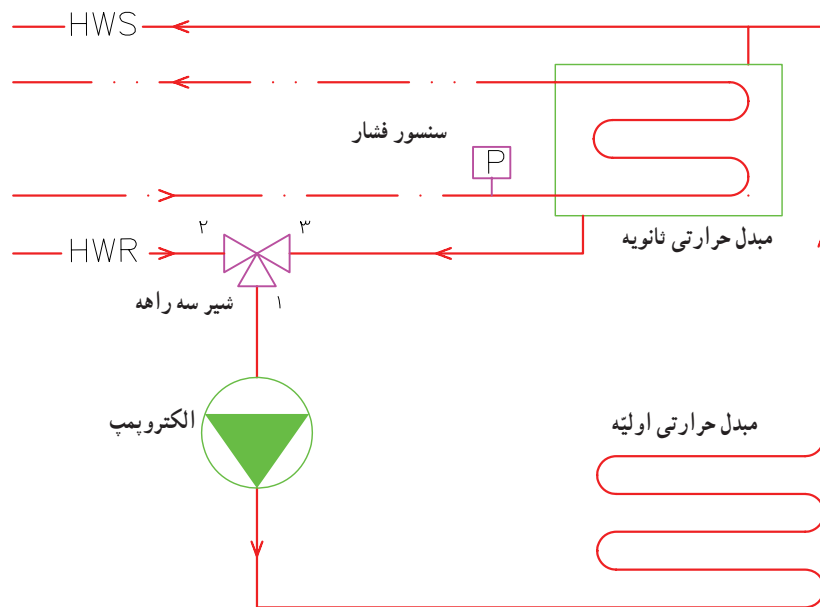 HWS
سنسور فشار
P
۲
۳
HWR
مبدل حرارتی ثانویه
شیر سه راهه
۱
الکتروپمپ
مبدل حرارتی اولیّه